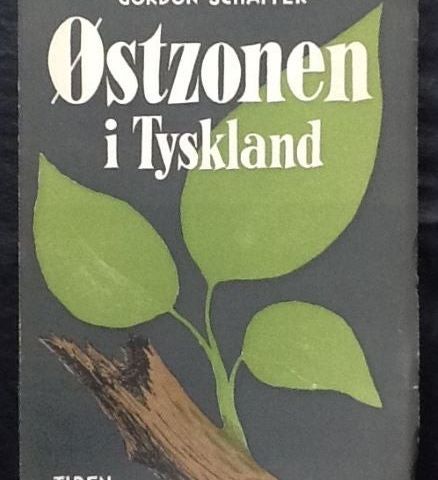 GORDON SCHAFFER
Østzonen
i Tyskland
TIDEN